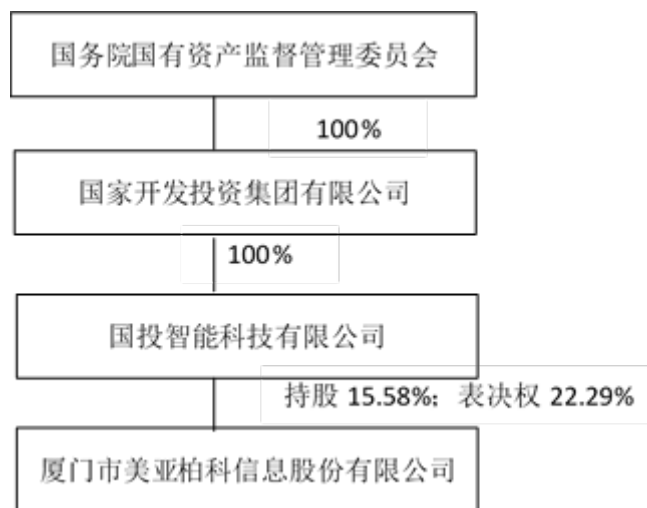 国务院国有资产监督管理委员会
100%
国家开发投资集团有限公司
100%
国投智能科技有限公司
持股 15.58%；表决权 22.29%
厦门市美亚柏科信息股份有限公司